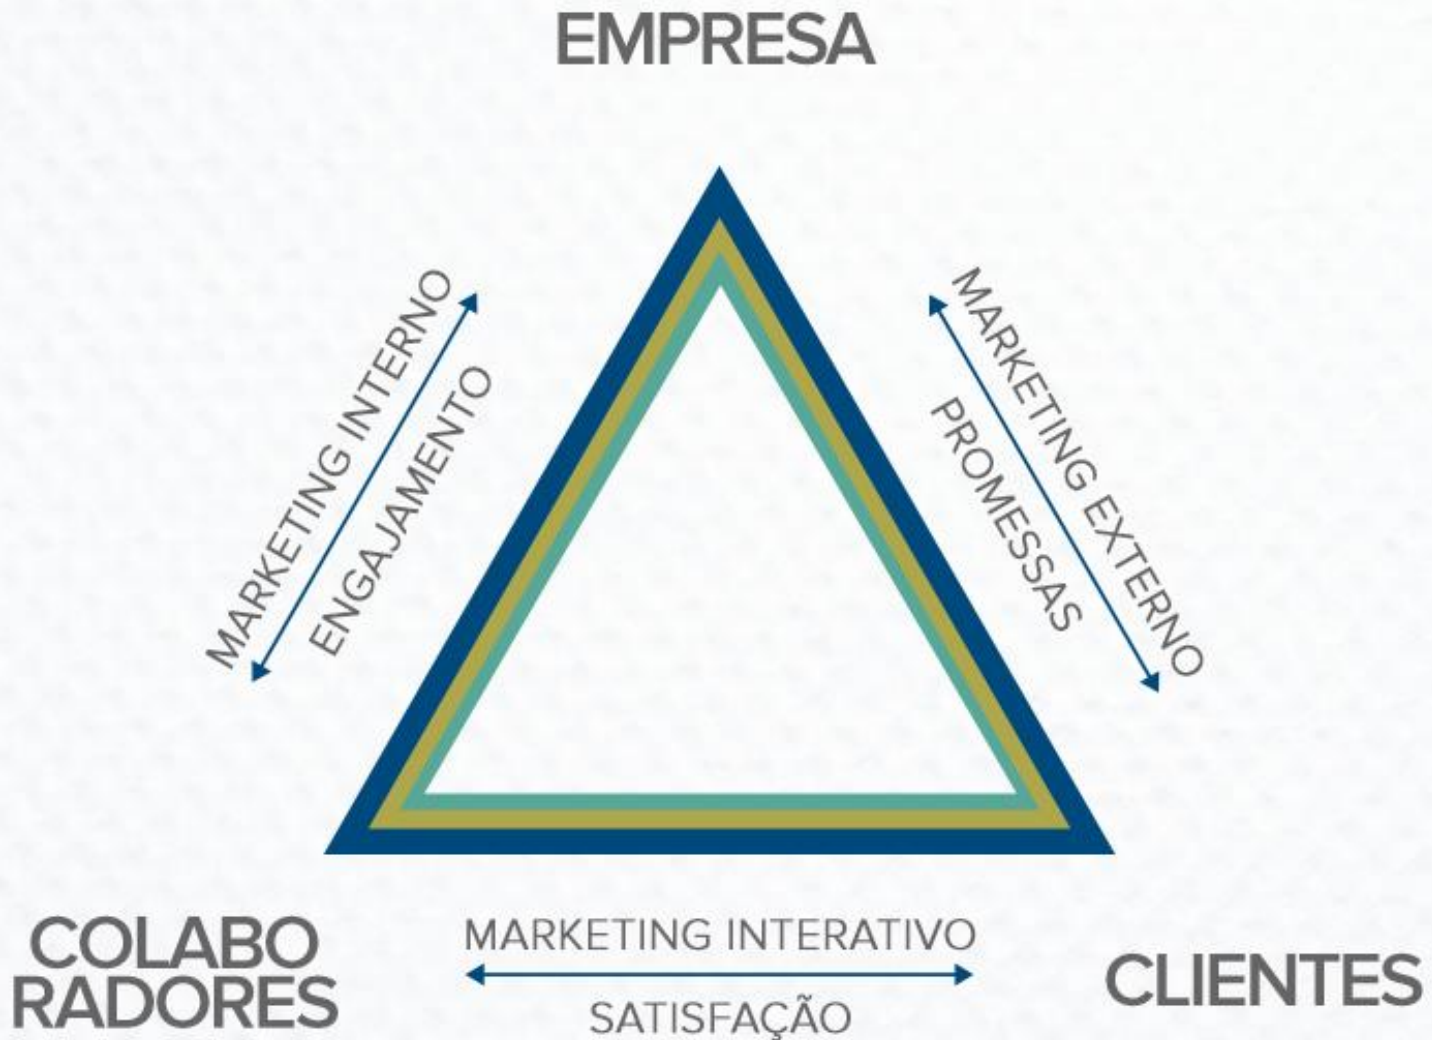 EMPRESA
MARKETING INTERNO
ENGAJAMENTO
MARKETING EXTERNO
PROMESSAS
COLABO
RADORES
MARKETING INTERATIVO
SATISFAÇÃO
CLIENTES